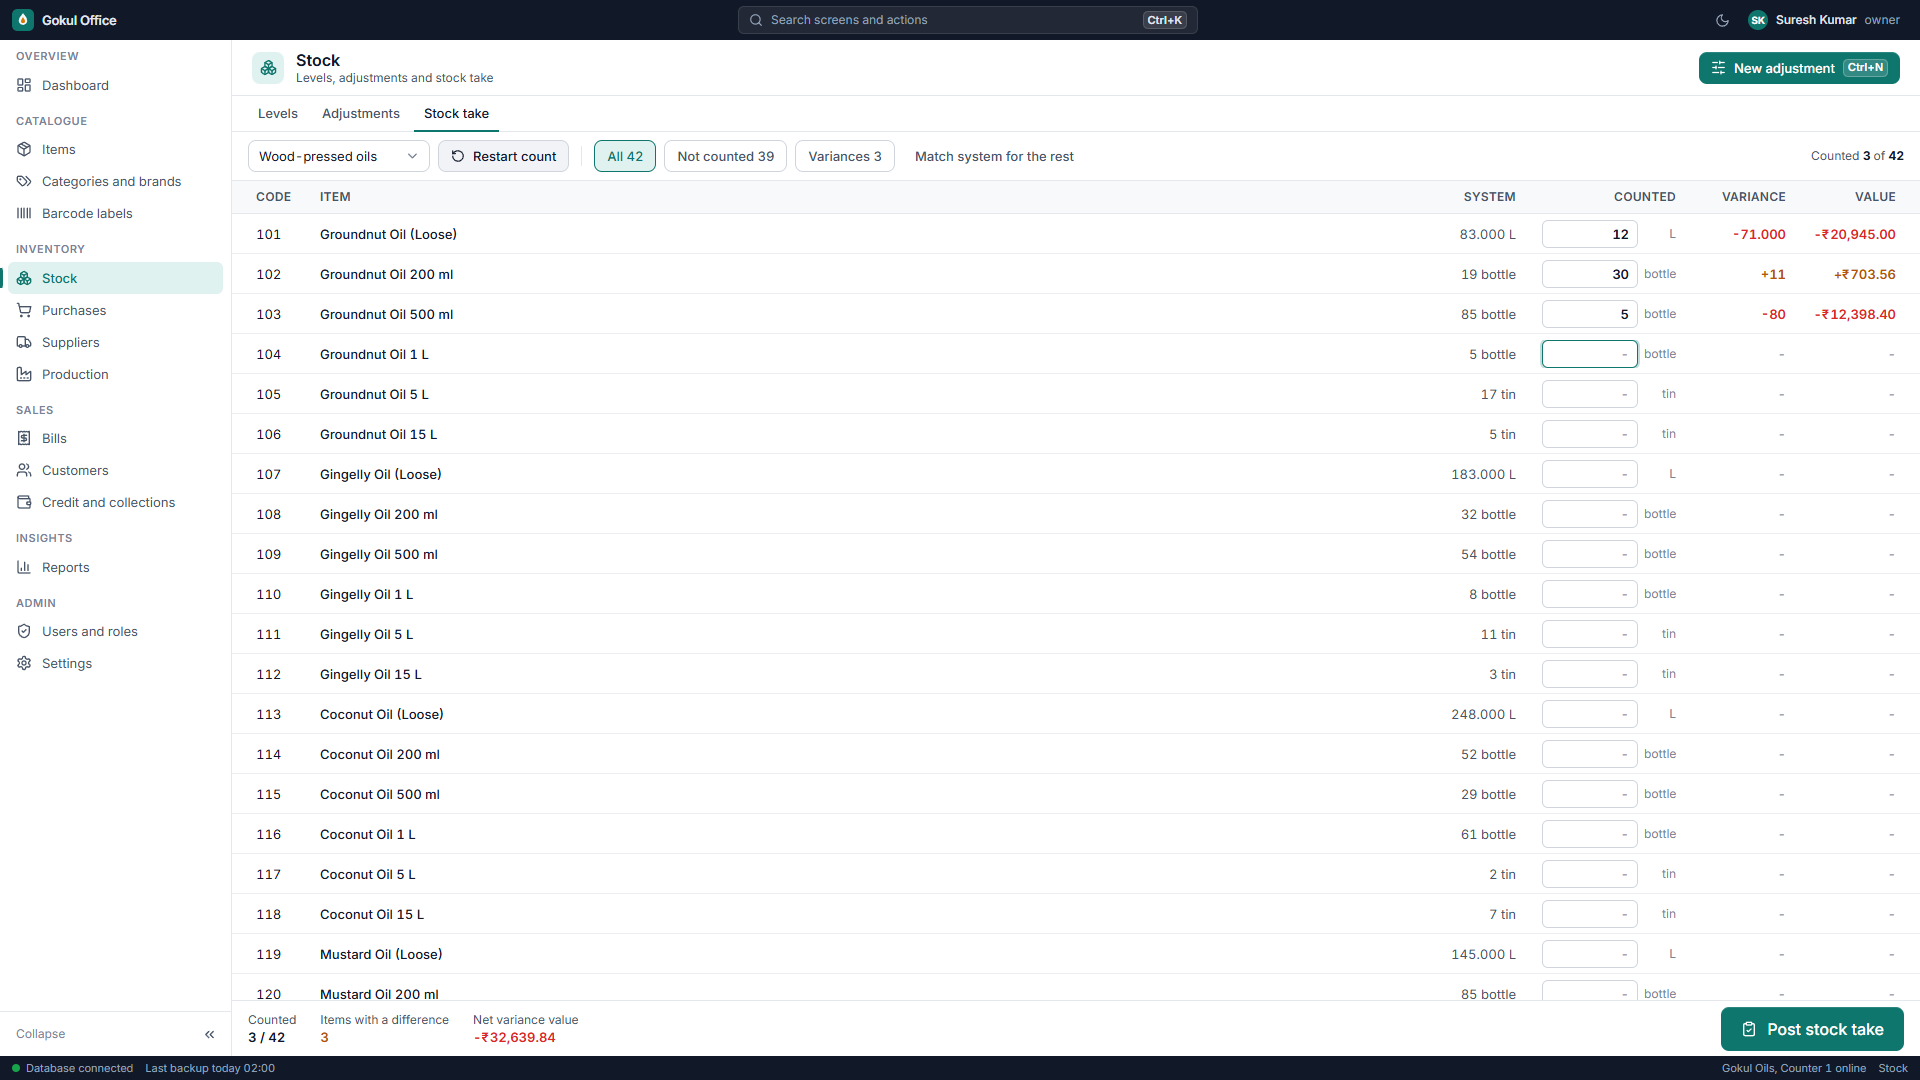 Gokul Office
Search screens and actions Ctrl+K
SK Suresh Kumar owner
OVERVIEW
Dashboard
CATALOGUE
Items
Categories and brands
Barcode labels
INVENTORY
Stock
Purchases
Suppliers
Production
SALES
Bills
Customers
Credit and collections
INSIGHTS
Reports
ADMIN
Users and roles
Settings
Collapse
Stock
Levels, adjustments and stock take
New adjustment Ctrl+N
Levels Adjustments Stock take
Wood-pressed oils Restart count All 42 Not counted 39 Variances 3 Match system for the rest Counted 3 of 42
CODE ITEM SYSTEM COUNTED VARIANCE VALUE
101 Groundnut Oil (Loose) 83.000 L 12 L -71.000 -₹20,945.00
102 Groundnut Oil 200 ml 19 bottle 30 bottle +11 +₹703.56
103 Groundnut Oil 500 ml 85 bottle 5 bottle -80 -₹12,398.40
104 Groundnut Oil 1 L 5 bottle - bottle - -
105 Groundnut Oil 5 L 17 tin - tin - -
106 Groundnut Oil 15 L 5 tin - tin - -
107 Gingelly Oil (Loose) 183.000 L - L - -
108 Gingelly Oil 200 ml 32 bottle - bottle - -
109 Gingelly Oil 500 ml 54 bottle - bottle - -
110 Gingelly Oil 1 L 8 bottle - bottle - -
111 Gingelly Oil 5 L 11 tin - tin - -
112 Gingelly Oil 15 L 3 tin - tin - -
113 Coconut Oil (Loose) 248.000 L - L - -
114 Coconut Oil 200 ml 52 bottle - bottle - -
115 Coconut Oil 500 ml 29 bottle - bottle - -
116 Coconut Oil 1 L 61 bottle - bottle - -
117 Coconut Oil 5 L 2 tin - tin - -
118 Coconut Oil 15 L 7 tin - tin - -
119 Mustard Oil (Loose) 145.000 L - L - -
120 Mustard Oil 200 ml 85 bottle - bottle - -
Counted Items with a difference Net variance value
3 / 42 3 -₹32,639.84
Post stock take
Database connected Last backup today 02:00 Gokul Oils, Counter 1 online Stock